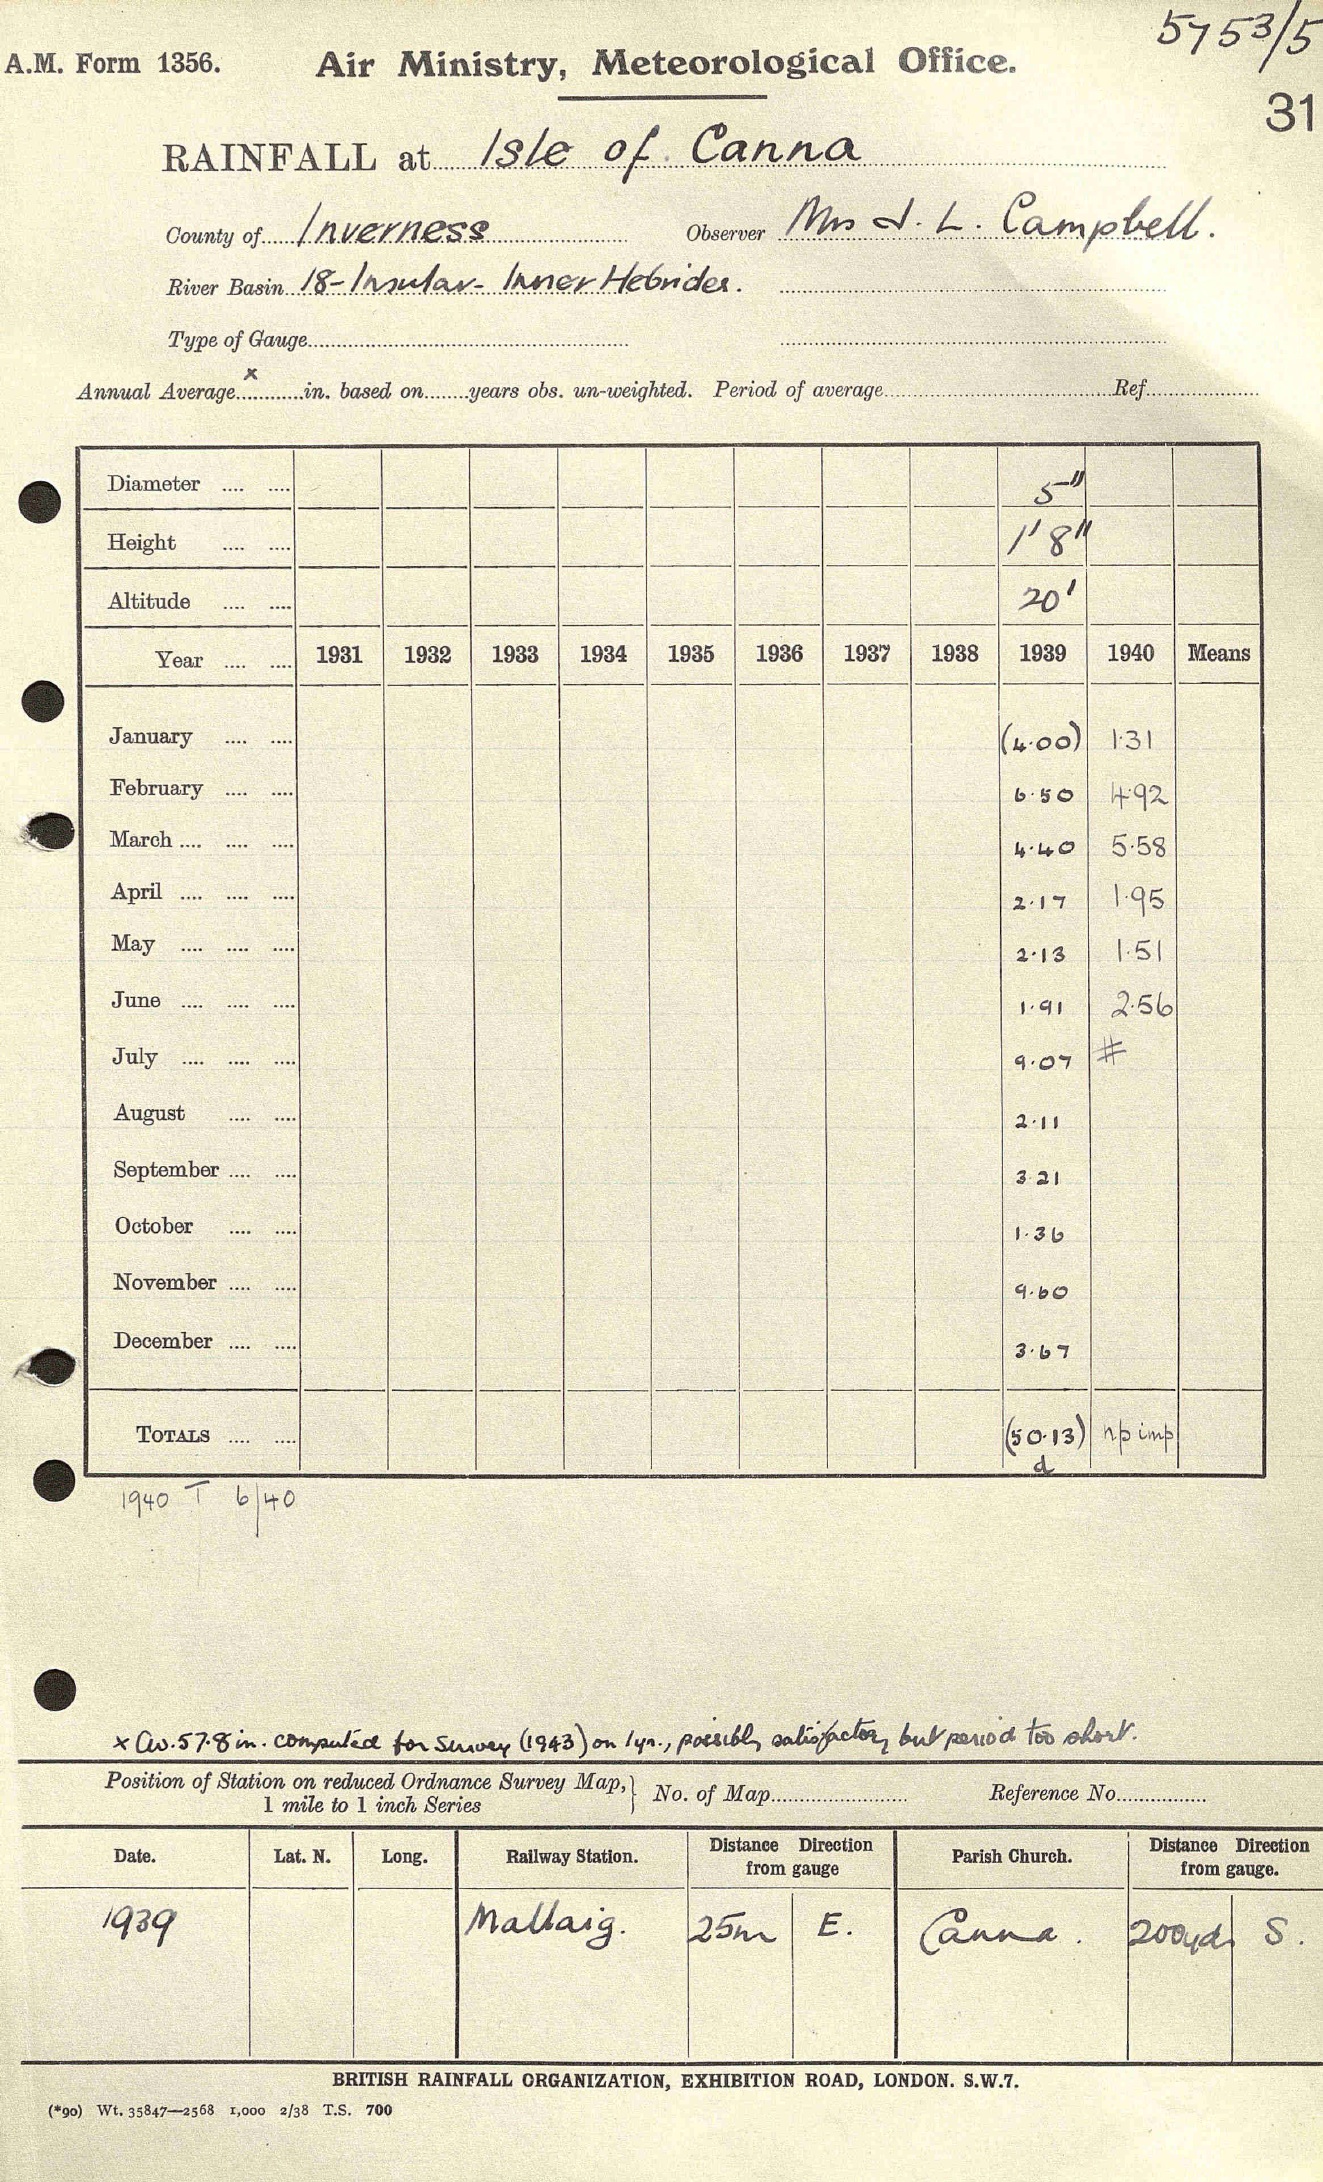 5753/5
A.M. Form 1356. Air Ministry, Meteorological Office.
31
RAINFALL at Isle of Canna
County of Inverness Observer Mrs J. L. Campbell.
River Basin 18-Insular- Inner Hebrides.
Type of Gauge
x
Annual Average in. based on years obs. un-weighted. Period of average Ref
Diameter .... .... 5"
Height .... .... 1' 8"
Altitude .... .... 20'
Year .... .... 1931 1932 1933 1934 1935 1936 1937 1938 1939 1940 Means
January .... .... (4.00) 1.31
February .... .... 6.50 4.92
March .... .... .... 4.40 5.58
April .... .... .... 2.17 1.95
May .... .... .... 2.13 1.51
June .... .... .... 1.91 2.56
July .... .... .... 9.07 #
August .... .... 2.11
September .... .... 3.21
October .... .... 1.36
November .... .... 9.60
December .... .... 3.67
TOTALS .... .... (50.13) np imp
d
1940 T 6/40
x Av. 57.8 in. computed for survey (1943) on 1yr., possibly satisfactory but period too short.
Position of Station on reduced Ordnance Survey Map, } No. of Map Reference No.
1 mile to 1 inch Series
Date. Lat. N. Long. Railway Station. Distance Direction from gauge Parish Church. Distance Direction from gauge.
1939 Mallaig. 25m E. Canna. 200yds S.
BRITISH RAINFALL ORGANIZATION, EXHIBITION ROAD, LONDON. S.W.7.
(*90) Wt. 35847—2568 1,000 2/38 T.S. 700